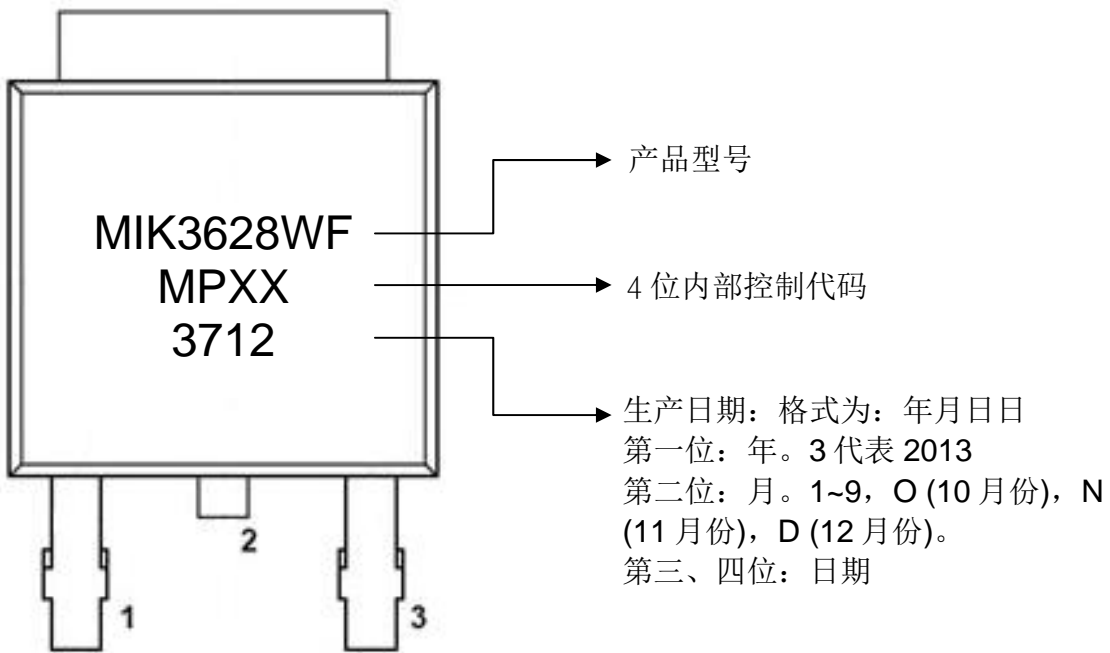 MIK3628WF
MPXX
3712
产品型号
4 位内部控制代码
生产日期：格式为：年月日日
第一位：年。3 代表 2013
第二位：月。1~9，O (10 月份)，N
(11 月份)，D (12 月份)。
第三、四位：日期
2
1
3